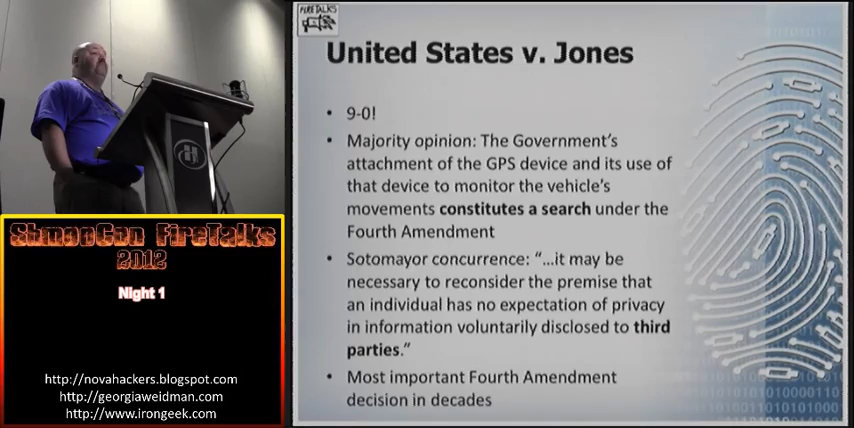 FIRETALKS
United States v. Jones
• 9-0!
• Majority opinion: The Government's
attachment of the GPS device and its use of
that device to monitor the vehicle's
movements constitutes a search under the
Fourth Amendment
• Sotomayor concurrence: “…it may be
necessary to reconsider the premise that
an individual has no expectation of privacy
in information voluntarily disclosed to third
parties.”
• Most important Fourth Amendment
decision in decades
ShmooCon FireTalks
2012
Night 1
http://novahackers.blogspot.com
http://georgiaweidman.com
http://www.irongeek.com